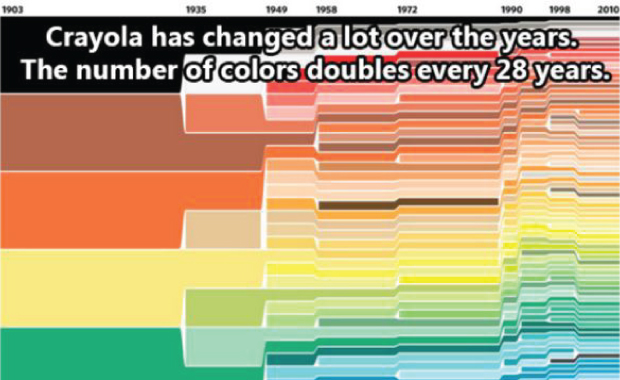 1903 1935 1949 1958 1972 1990 1998 2010
Crayola has changed a lot over the years.
The number of colors doubles every 28 years.